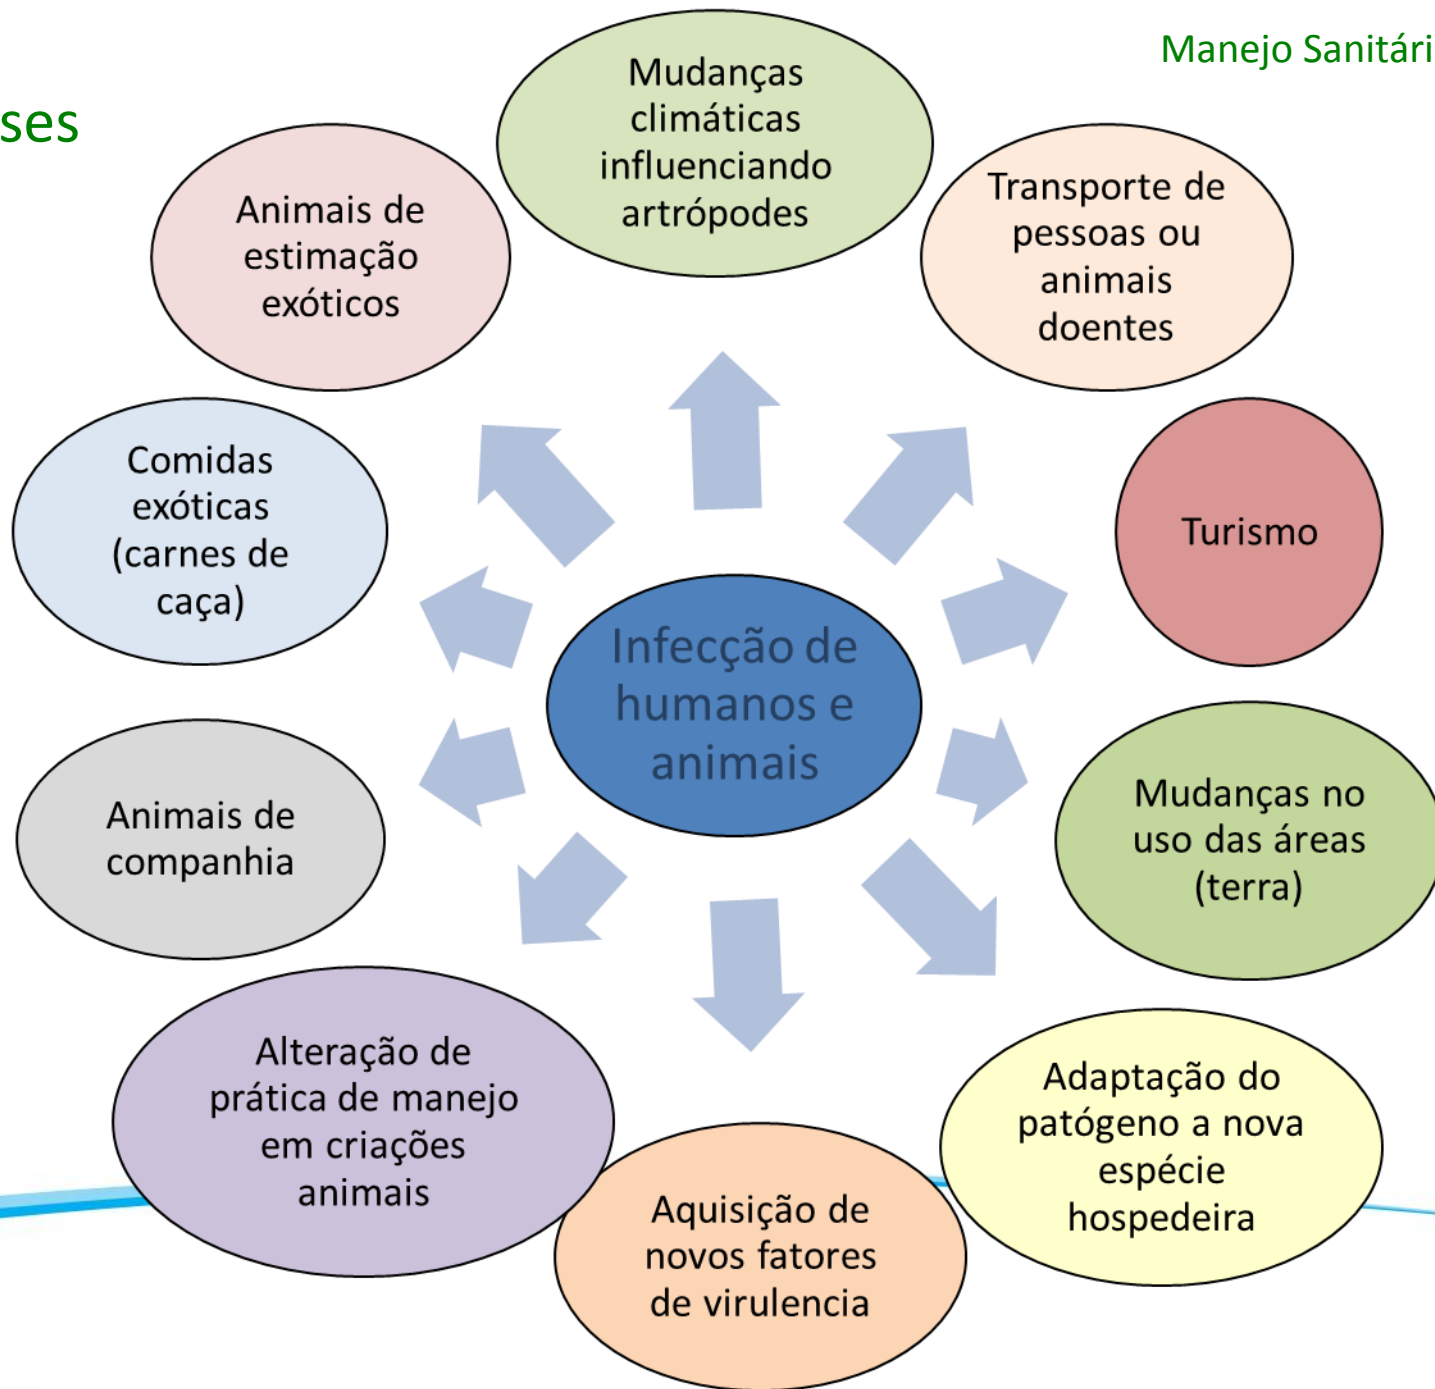 Manejo Sanitári
ses
Mudanças
climáticas
influenciando
artrópodes
Transporte de
pessoas ou
animais
doentes
Turismo
Mudanças no
uso das áreas
(terra)
Adaptação do
patógeno a nova
espécie
hospedeira
Aquisição de
novos fatores
de virulencia
Alteração de
prática de manejo
em criações
animais
Animais de
companhia
Comidas
exóticas
(carnes de
caça)
Animais de
estimação
exóticos
Infecção de
humanos e
animais